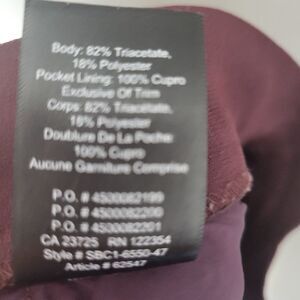 Body: 82% Triacetate,
18% Polyester
Pocket Lining: 100% Cupro
Exclusive Of Trim
Corps: 82% Triacetate,
18% Polyester
Doublure De La Poche:
100% Cupro
Aucune Garniture Comprise
P.O. # 4500082199
P.O. # 4500082200
P.O. # 4500082201
CA 23725 RN 122354
Style # SBC1-6550-47
Article # 62547